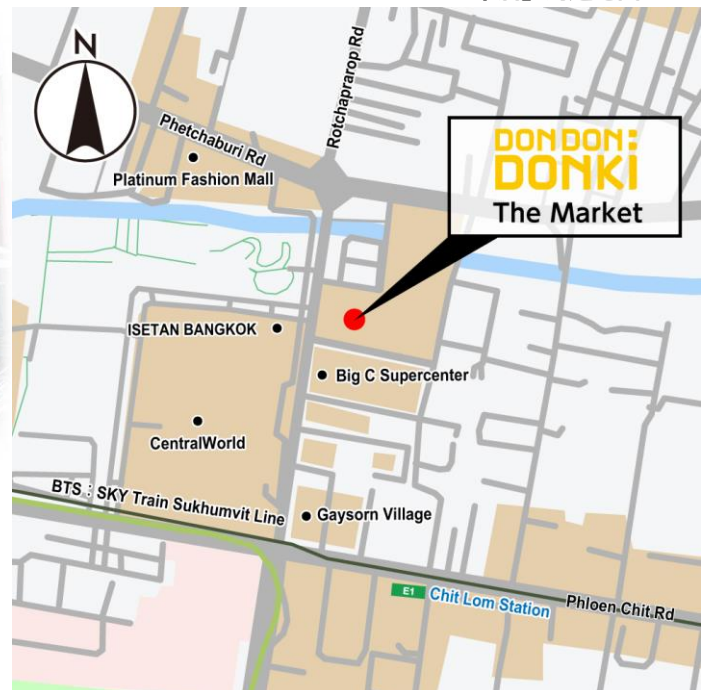 N
Rotchaprarop Rd
Phetchaburi Rd
Platinum Fashion Mall
DON DON:
DONKI
The Market
ISETAN BANGKOK
Big C Supercenter
CentralWorld
BTS : SKY Train Sukhumvit Line
Gaysorn Village
E1 Chit Lom Station
Phloen Chit Rd